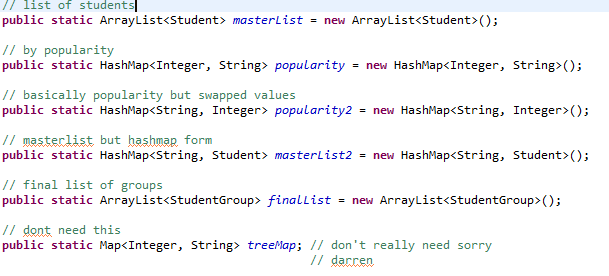 // list of students
public static ArrayList<Student> masterList = new ArrayList<Student>();
// by popularity
public static HashMap<Integer, String> popularity = new HashMap<Integer, String>();
// basically popularity but swapped values
public static HashMap<String, Integer> popularity2 = new HashMap<String, Integer>();
// masterlist but hashmap form
public static HashMap<String, Student> masterList2 = new HashMap<String, Student>();
// final list of groups
public static ArrayList<StudentGroup> finalList = new ArrayList<StudentGroup>();
// dont need this
public static Map<Integer, String> treeMap; // don't really need sorry
// darren